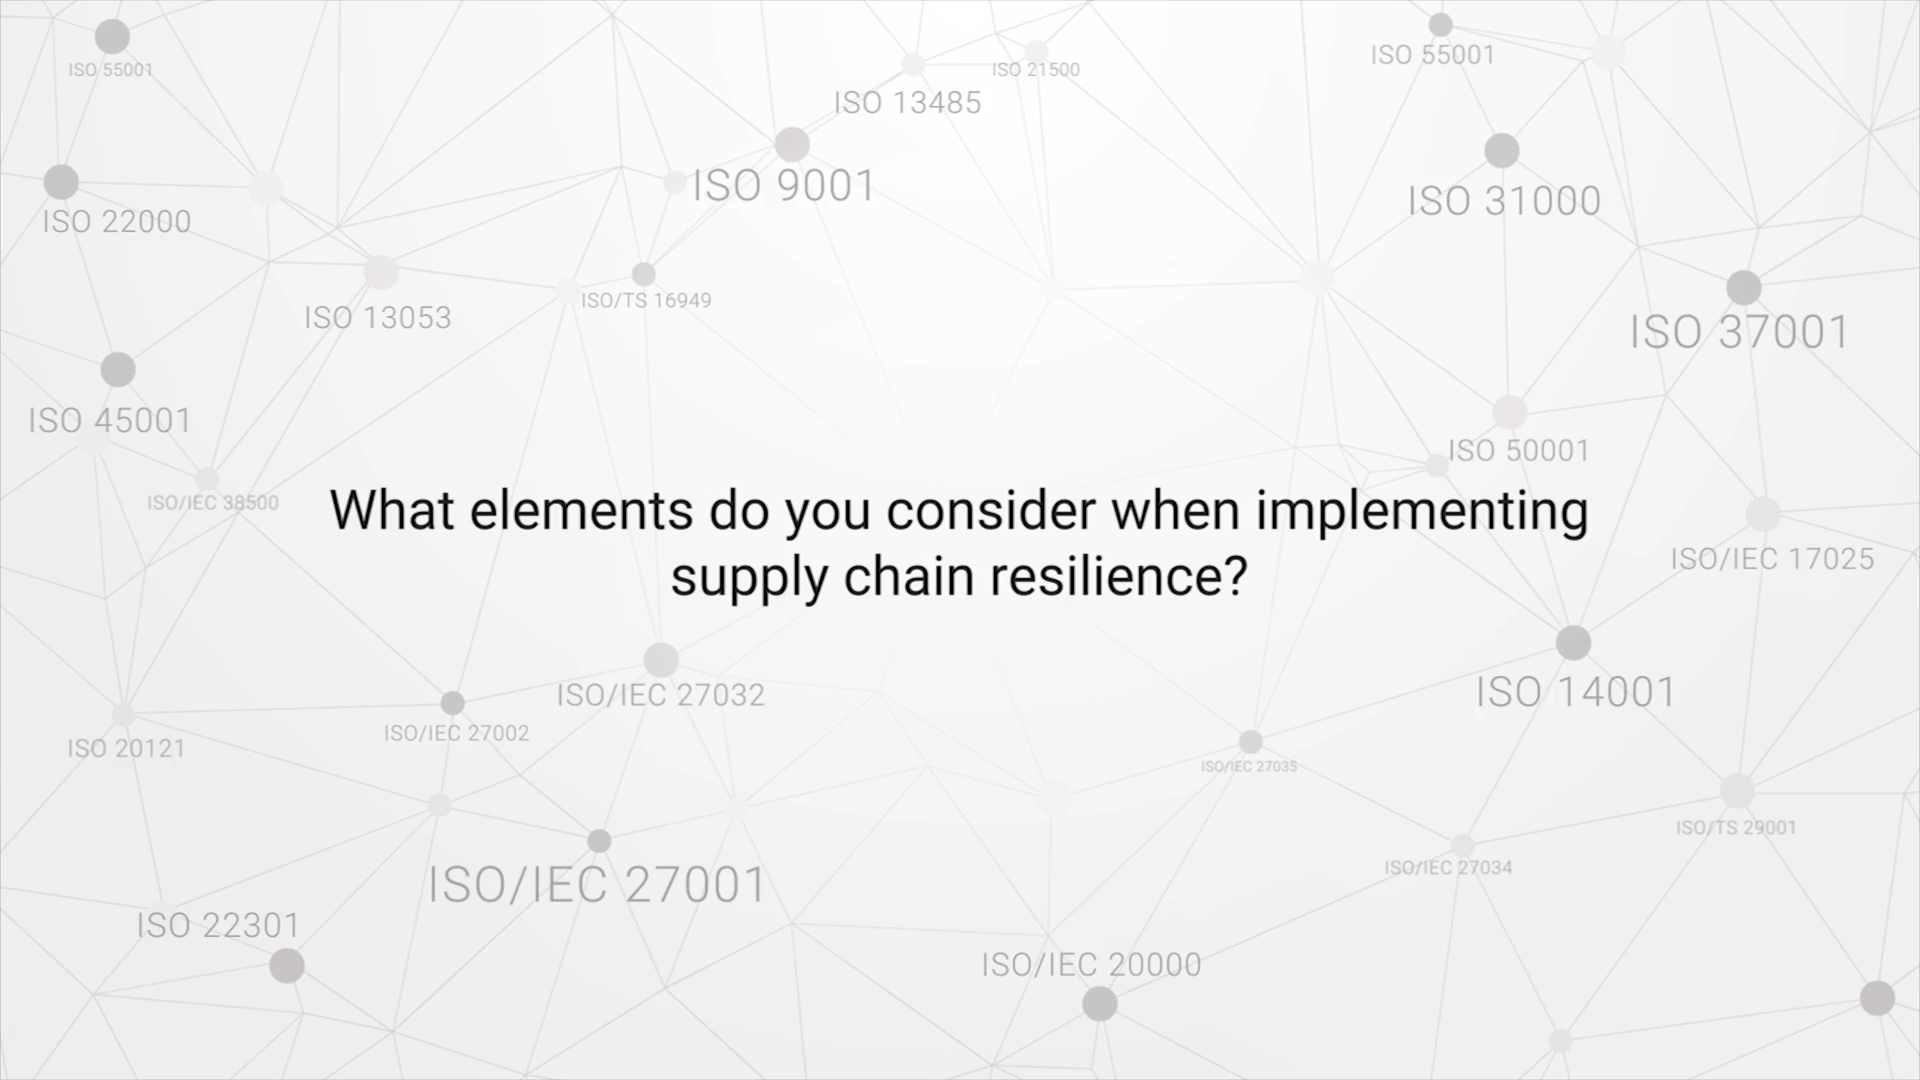 ISO 55001
ISO 21500
ISO 55001
ISO 13485
ISO 9001
ISO 31000
ISO 22000
ISO 13053
ISO/TS 16949
ISO 37001
ISO 45001
ISO 50001
ISO/IEC 38500
What elements do you consider when implementing
supply chain resilience?
ISO/IEC 17025
ISO/IEC 27032
ISO 14001
ISO/IEC 27002
ISO 20121
ISO/IEC 27035
ISO/TS 29001
ISO/IEC 27034
ISO/IEC 27001
ISO 22301
ISO/IEC 20000